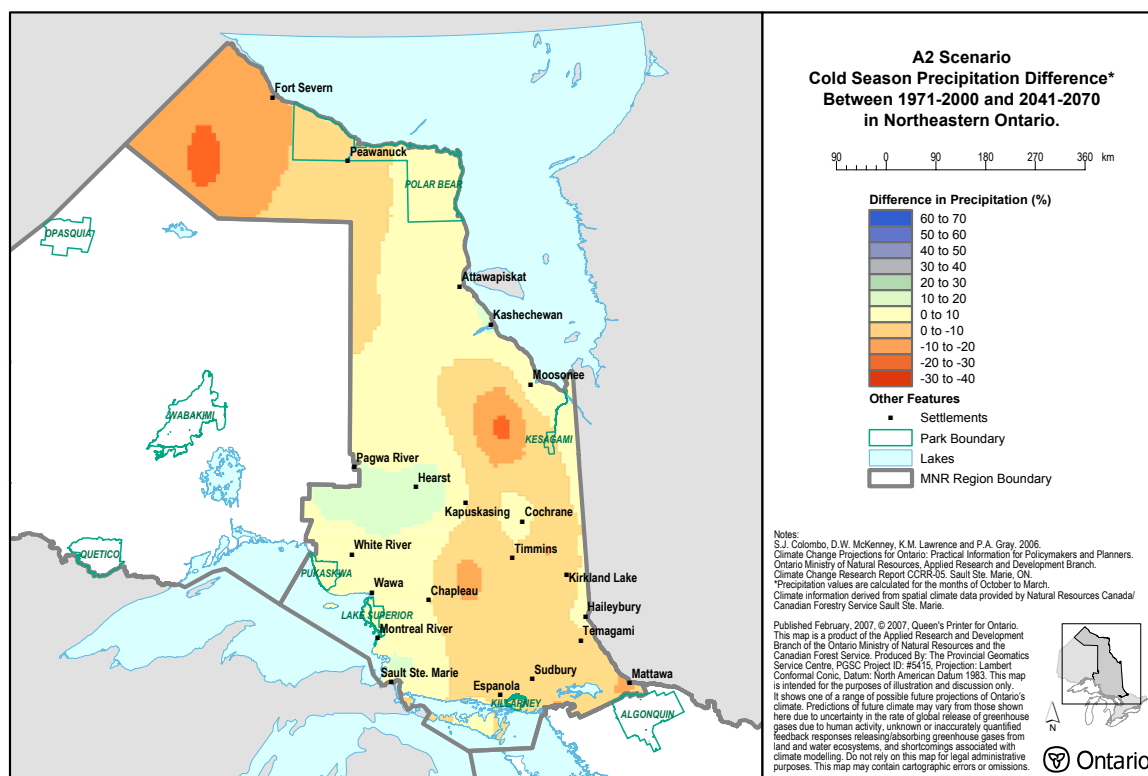 A2 Scenario
Cold Season Precipitation Difference*
Between 1971-2000 and 2041-2070
in Northeastern Ontario.
90 0 90 180 270 360 km
Difference in Precipitation (%)
60 to 70
50 to 60
40 to 50
30 to 40
20 to 30
10 to 20
0 to 10
0 to -10
-10 to -20
-20 to -30
-30 to -40
Other Features
Settlements
Park Boundary
Lakes
MNR Region Boundary
Notes:
S.J. Colombo, D.W. McKenney, K.M. Lawrence and P.A. Gray. 2006.
Climate Change Projections for Ontario: Practical Information for Policymakers and Planners.
Ontario Ministry of Natural Resources, Applied Research and Development Branch.
Climate Change Research Report CCRR-05. Sault Ste. Marie, ON.
*Precipitation values are calculated for the months of October to March.
Climate information derived from spatial climate data provided by Natural Resources Canada/
Canadian Forestry Service Sault Ste. Marie.
Published February, 2007, © 2007, Queen's Printer for Ontario.
This map is a product of the Applied Research and Development
Branch of the Ontario Ministry of Natural Resources and the
Canadian Forest Service. Produced By: The Provincial Geomatics
Service Centre, PGSC Project ID: #5415, Projection: Lambert
Conformal Conic, Datum: North American Datum 1983. This map
is intended for the purposes of illustration and discussion only.
It shows one of a range of possible future projections of Ontario's
climate. Predictions of future climate may vary from those shown
here due to uncertainty in the rate of global release of greenhouse
gases due to human activity, unknown or inaccurately quantified
feedback responses releasing/absorbing greenhouse gases from
land and water ecosystems, and shortcomings associated with
climate modelling. Do not rely on this map for legal administrative
purposes. This map may contain cartographic errors or omissions.
N
Ontario
Fort Severn
Peawanuck
POLAR BEAR
OPASQUIA
Attawapiskat
Kashechewan
Moosonee
WABAKIMI
KESAGAMI
Pagwa River
Hearst
Kapuskasing
Cochrane
QUETICO
White River
Timmins
PUKASKWA
Kirkland Lake
Wawa
Chapleau
LAKE SUPERIOR
Haileybury
Montreal River
Temagami
Sault Ste. Marie
Sudbury
Mattawa
Espanola
KILLARNEY
ALGONQUIN